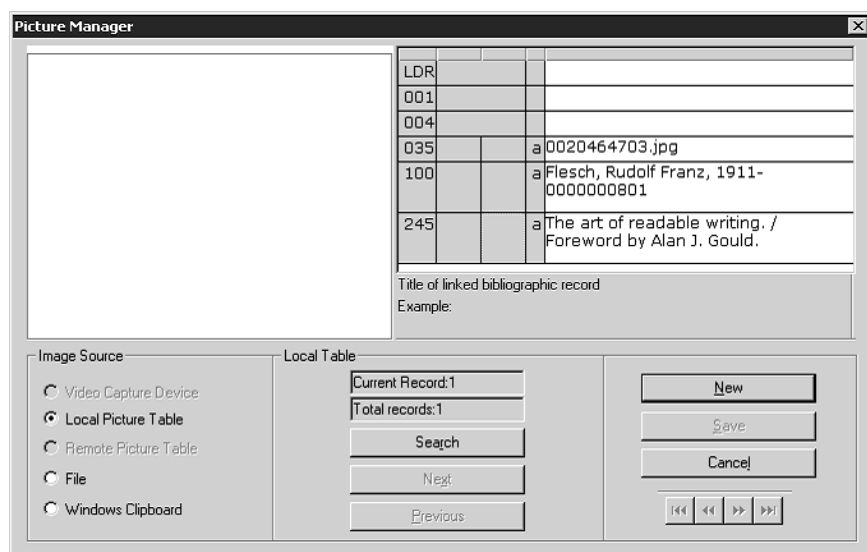 Picture Manager
LDR
001
004
035 a 0020464703.jpg
100 a Flesch, Rudolf Franz, 1911-
0000000801
245 a The art of readable writing. /
Foreword by Alan J. Gould.
Title of linked bibliographic record
Example:
Image Source
Video Capture Device
Local Picture Table
Remote Picture Table
File
Windows Clipboard
Local Table
Current Record:1
Total records:1
Search
Next
Previous
New
Save
Cancel